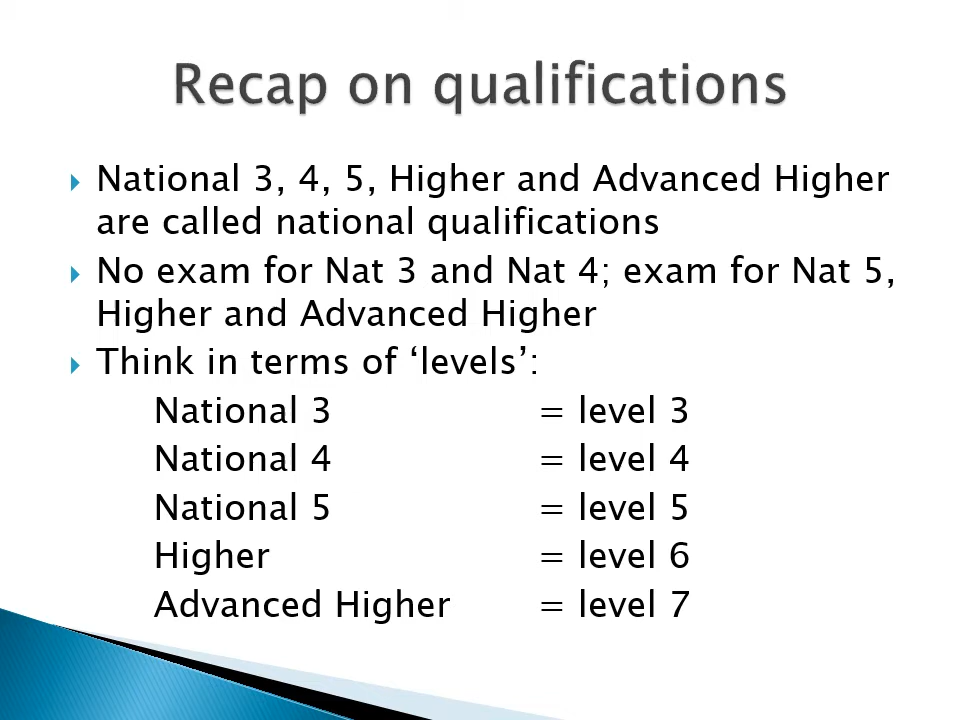 Recap on qualifications
National 3, 4, 5, Higher and Advanced Higher
are called national qualifications
No exam for Nat 3 and Nat 4; exam for Nat 5,
Higher and Advanced Higher
Think in terms of ‘levels’:
National 3 = level 3
National 4 = level 4
National 5 = level 5
Higher = level 6
Advanced Higher = level 7